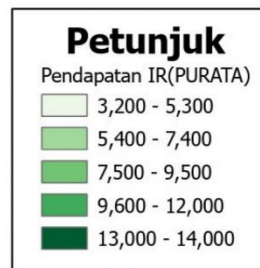 Petunjuk
Pendapatan IR(PURATA)
3,200 - 5,300
5,400 - 7,400
7,500 - 9,500
9,600 - 12,000
13,000 - 14,000